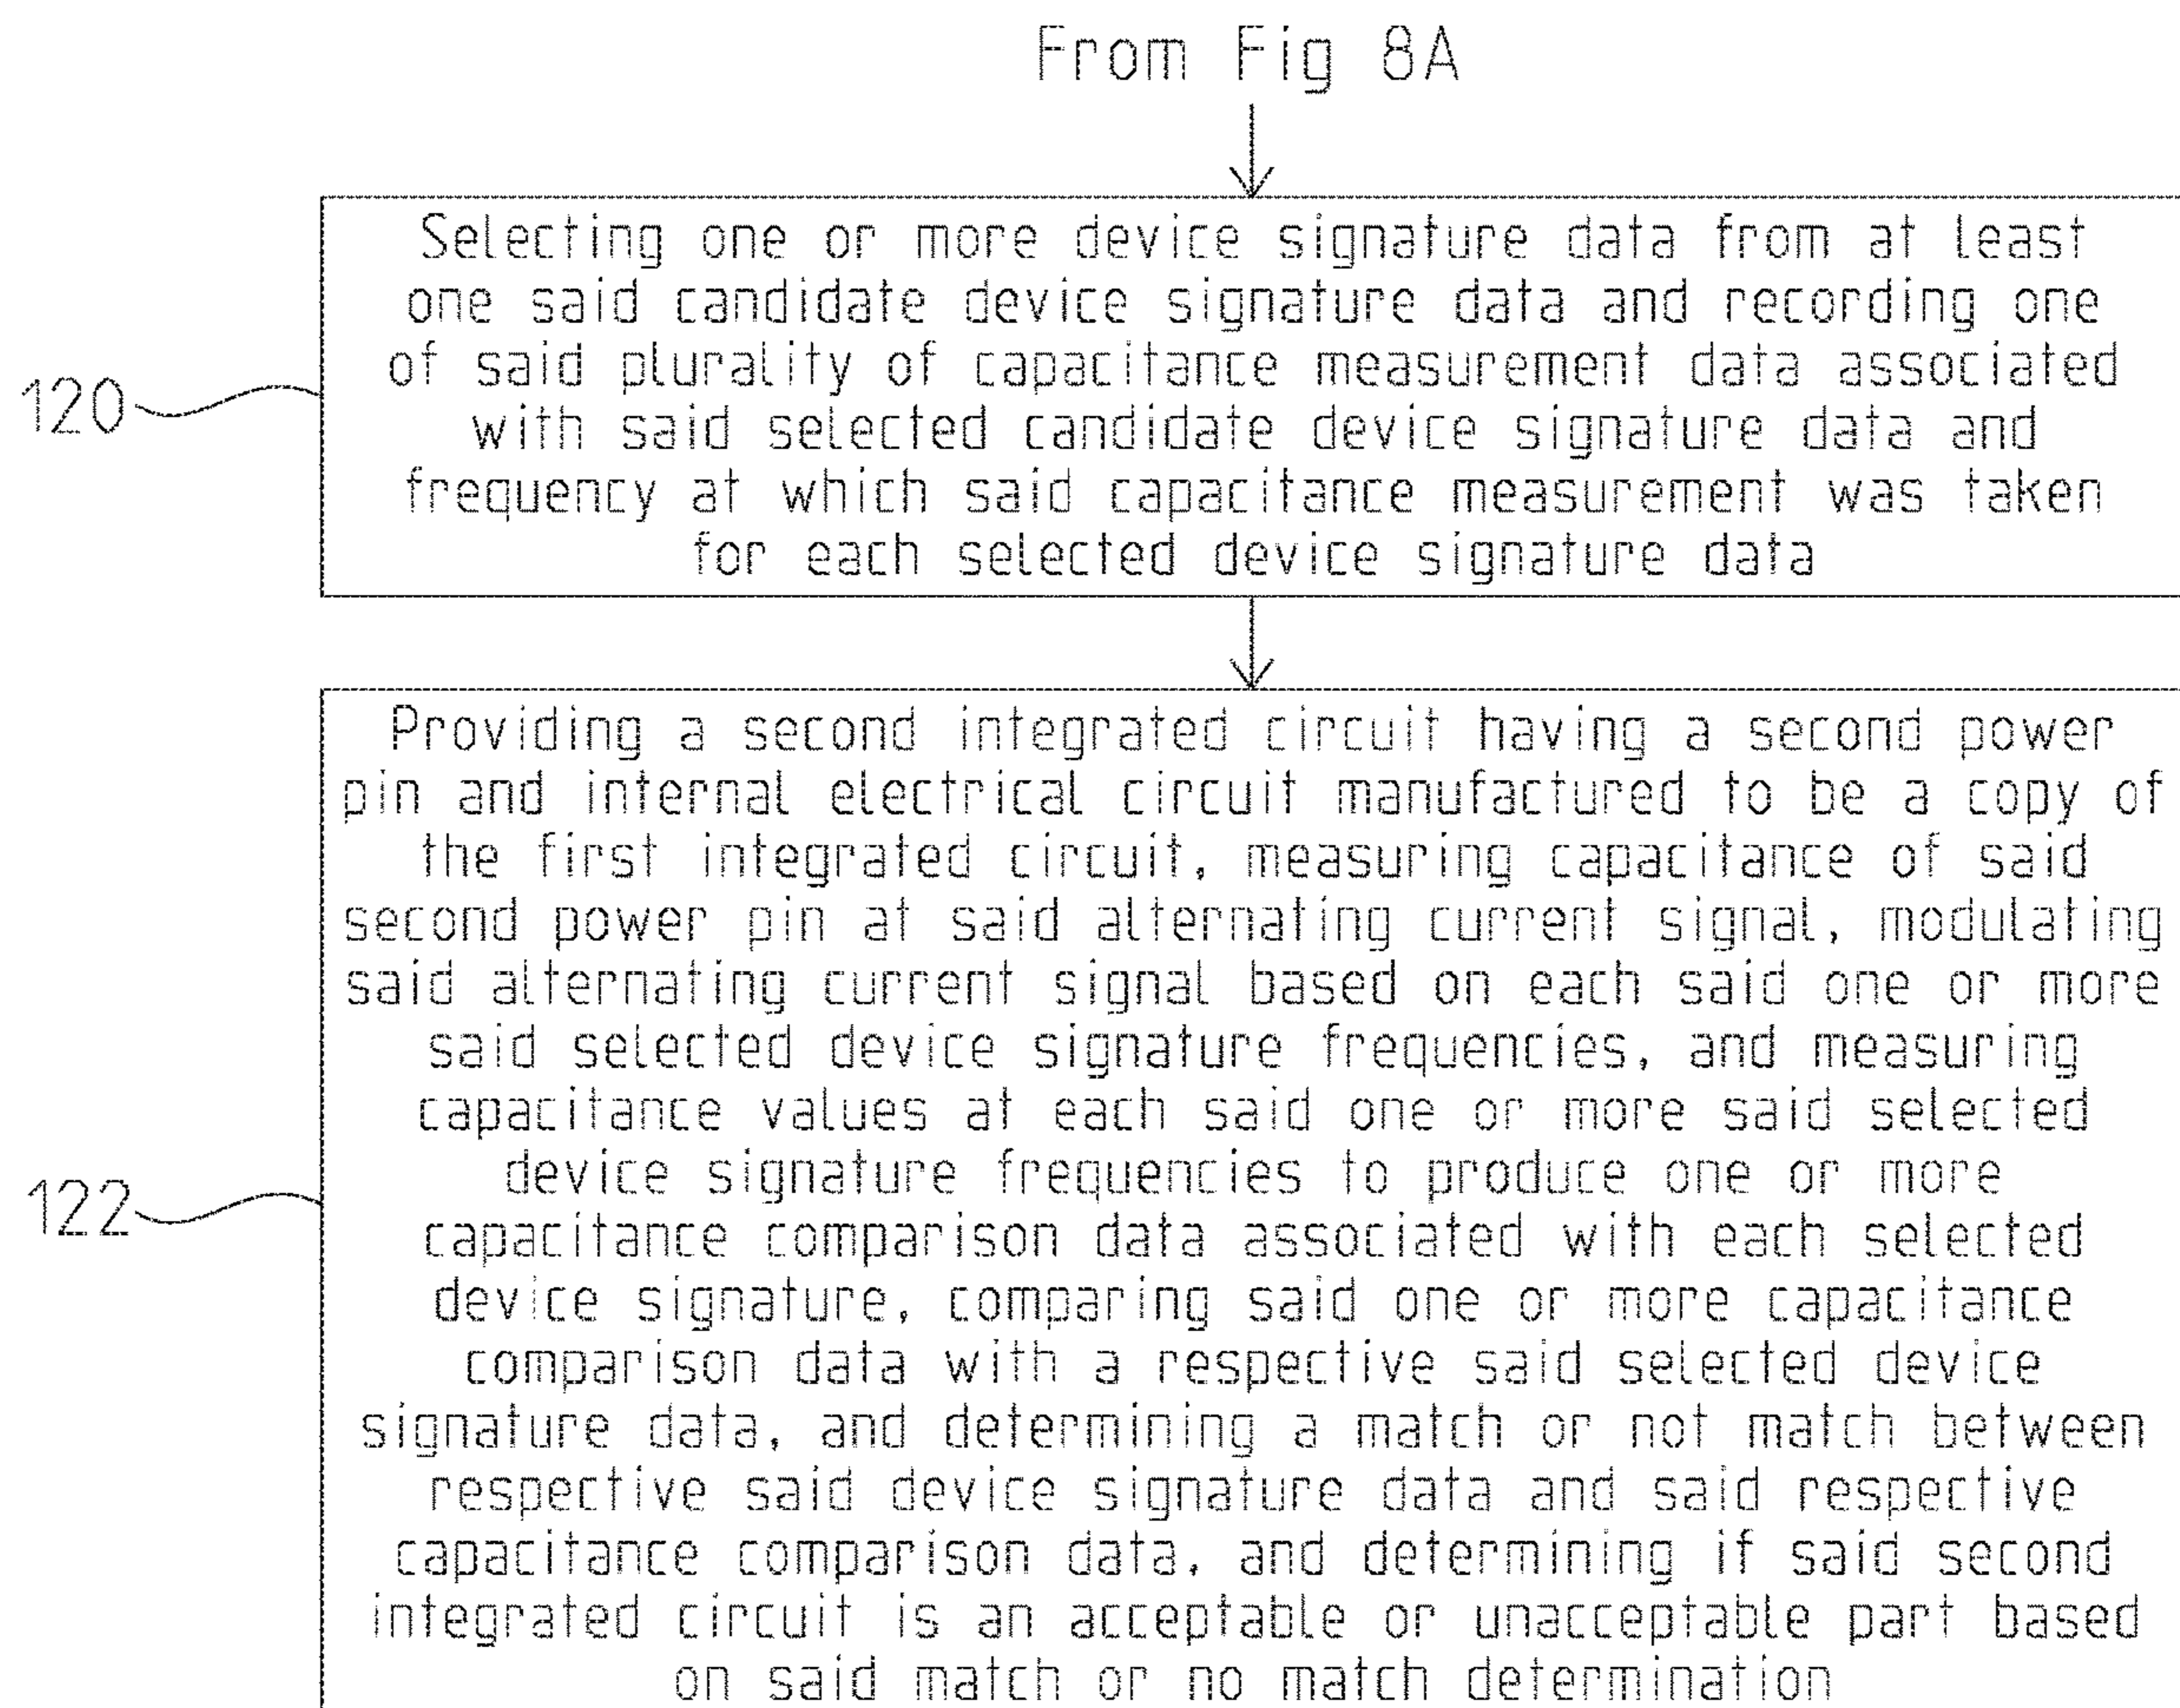 From Fig 8A
Selecting one or more device signature data from at least
one said candidate device signature data and recording one
of said plurality of capacitance measurement data associated
120
with said selected candidate device signature data and
frequency at which said capacitance measurement was taken
for each selected device signature data
Providing a second integrated circuit having a second power
pin and internal electrical circuit manufactured to be a copy of
the first integrated circuit, measuring capacitance of said
second power pin at said alternating current signal, modulating
said alternating current signal based on each said one or more
said selected device signature frequencies, and measuring
capacitance values at each said one or more said selected
device signature frequencies to produce one or more
122
capacitance comparison data associated with each selected
device signature, comparing said one or more capacitance
comparison data with a respective said selected device
signature data, and determining a match or not match between
respective said device signature data and said respective
capacitance comparison data, and determining if said second
integrated circuit is an acceptable or unacceptable part based
on said match or no match determination